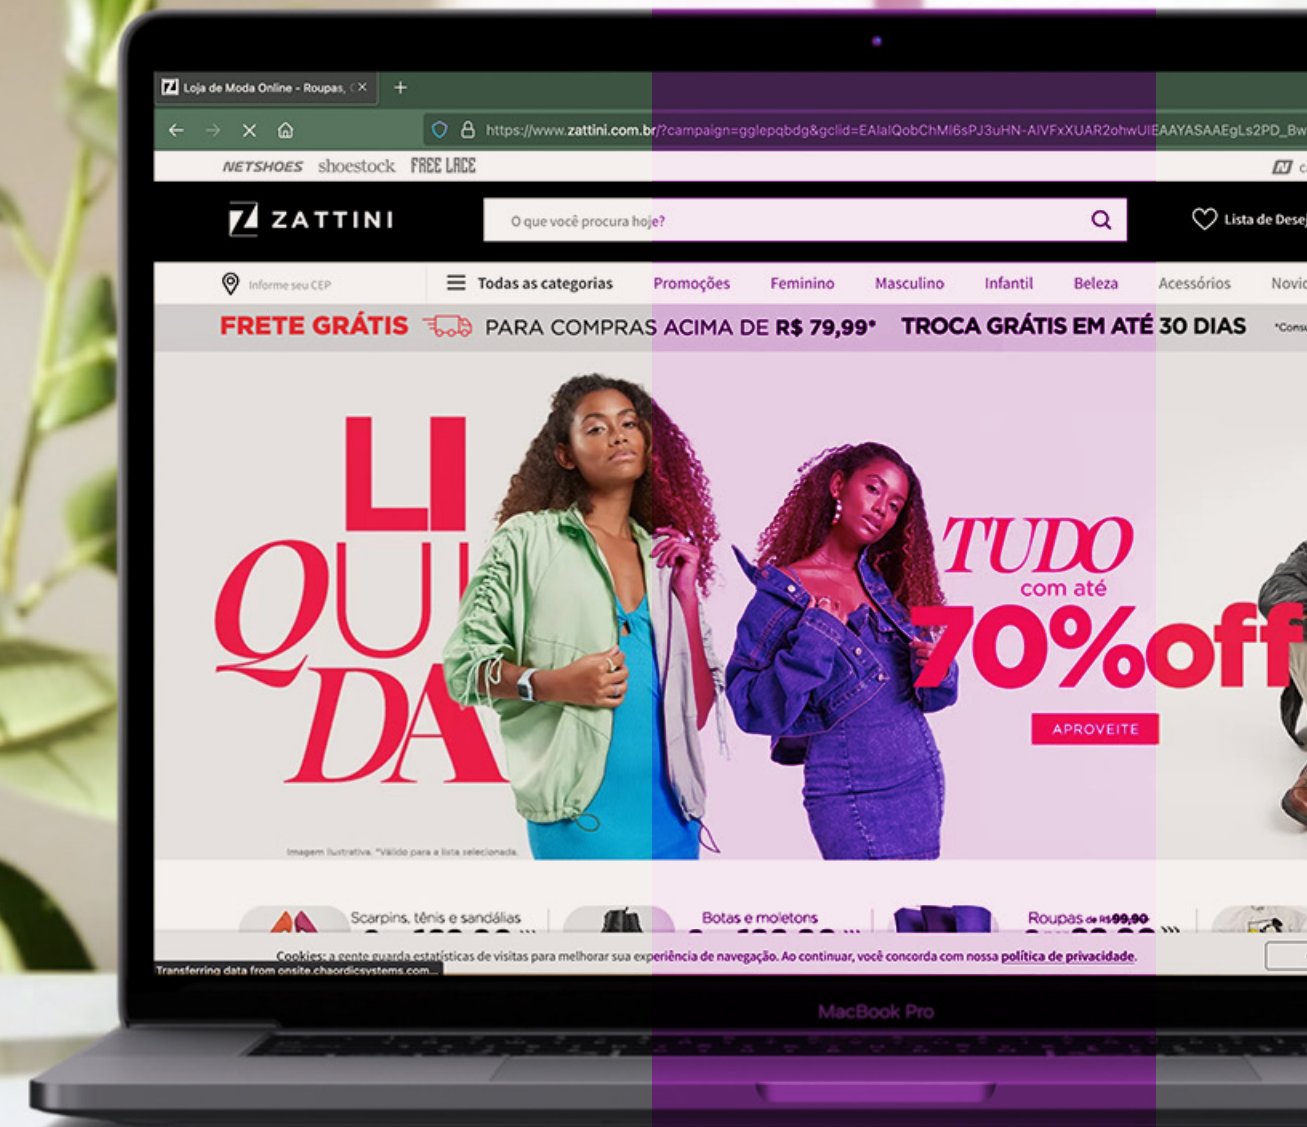 Loja de Moda Online - Roupas,
https://www.zattini.com.br/?campaign=gglepqbdg&gclid=EAIaIQobChMI6sPJ3uHN-AIVFxXUAR2ohwUIEAAYASAAEgLs2PD_Bw
NETSHOES shoestock FREE LACE
ZATTINI
O que você procura hoje?
Lista de Desej
Informe seu CEP
Todas as categorias Promoções Feminino Masculino Infantil Beleza Acessórios Novid
FRETE GRÁTIS PARA COMPRAS ACIMA DE R$ 79,99* TROCA GRÁTIS EM ATÉ 30 DIAS *Consu
LI
QUI
DA
TUDO
com até
70%off
APROVEITE
Imagem ilustrativa. *Válido para a lista selecionada.
Scarpins, tênis e sandálias
Botas e moletons
Roupas de R$ 99,90
Cookies: a gente guarda estatísticas de visitas para melhorar sua experiência de navegação. Ao continuar, você concorda com nossa política de privacidade.
Transferring data from onsite.chaordicsystems.com...
MacBook Pro